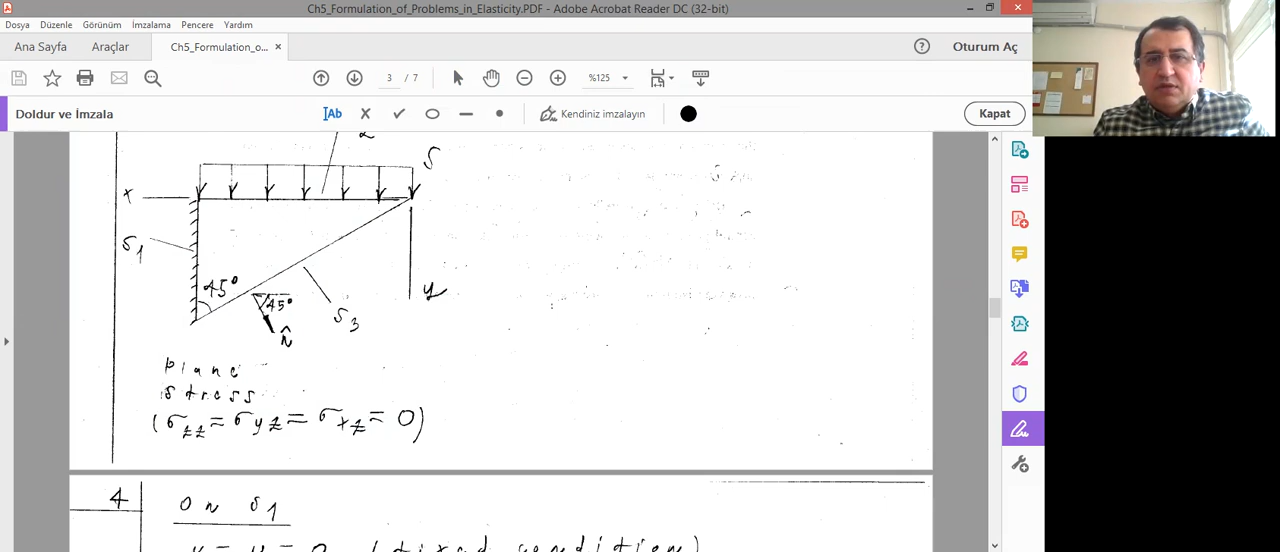 Ch5_Formulation_of_Problems_in_Elasticity.PDF - Adobe Acrobat Reader DC (32-bit)
Dosya Düzenle Görünüm İmzalama Pencere Yardım
Ana Sayfa Araçlar Ch5_Formulation_o... × Oturum Aç
3 / 7 %125
Doldur ve İmzala Ab Kendiniz imzalayın Kapat
S
x
S1
45°
45°
y
S3
n̂
Plane
Stress
(σzz = σyz = σxz = 0)
4 On S1
u = v = 0 (fixed condition)